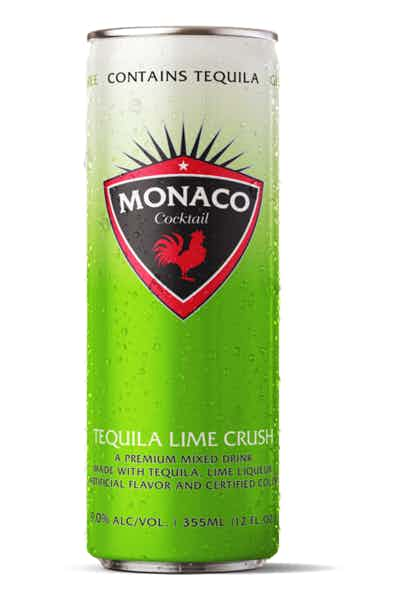 CONTAINS TEQUILA
MONACO
Cocktail
TEQUILA LIME CRUSH
A PREMIUM MIXED DRINK
MADE WITH TEQUILA, LIME LIQUEUR
ARTIFICIAL FLAVOR AND CERTIFIED COLOR
9.0% ALC/VOL. | 355ML (12 FL.OZ.)